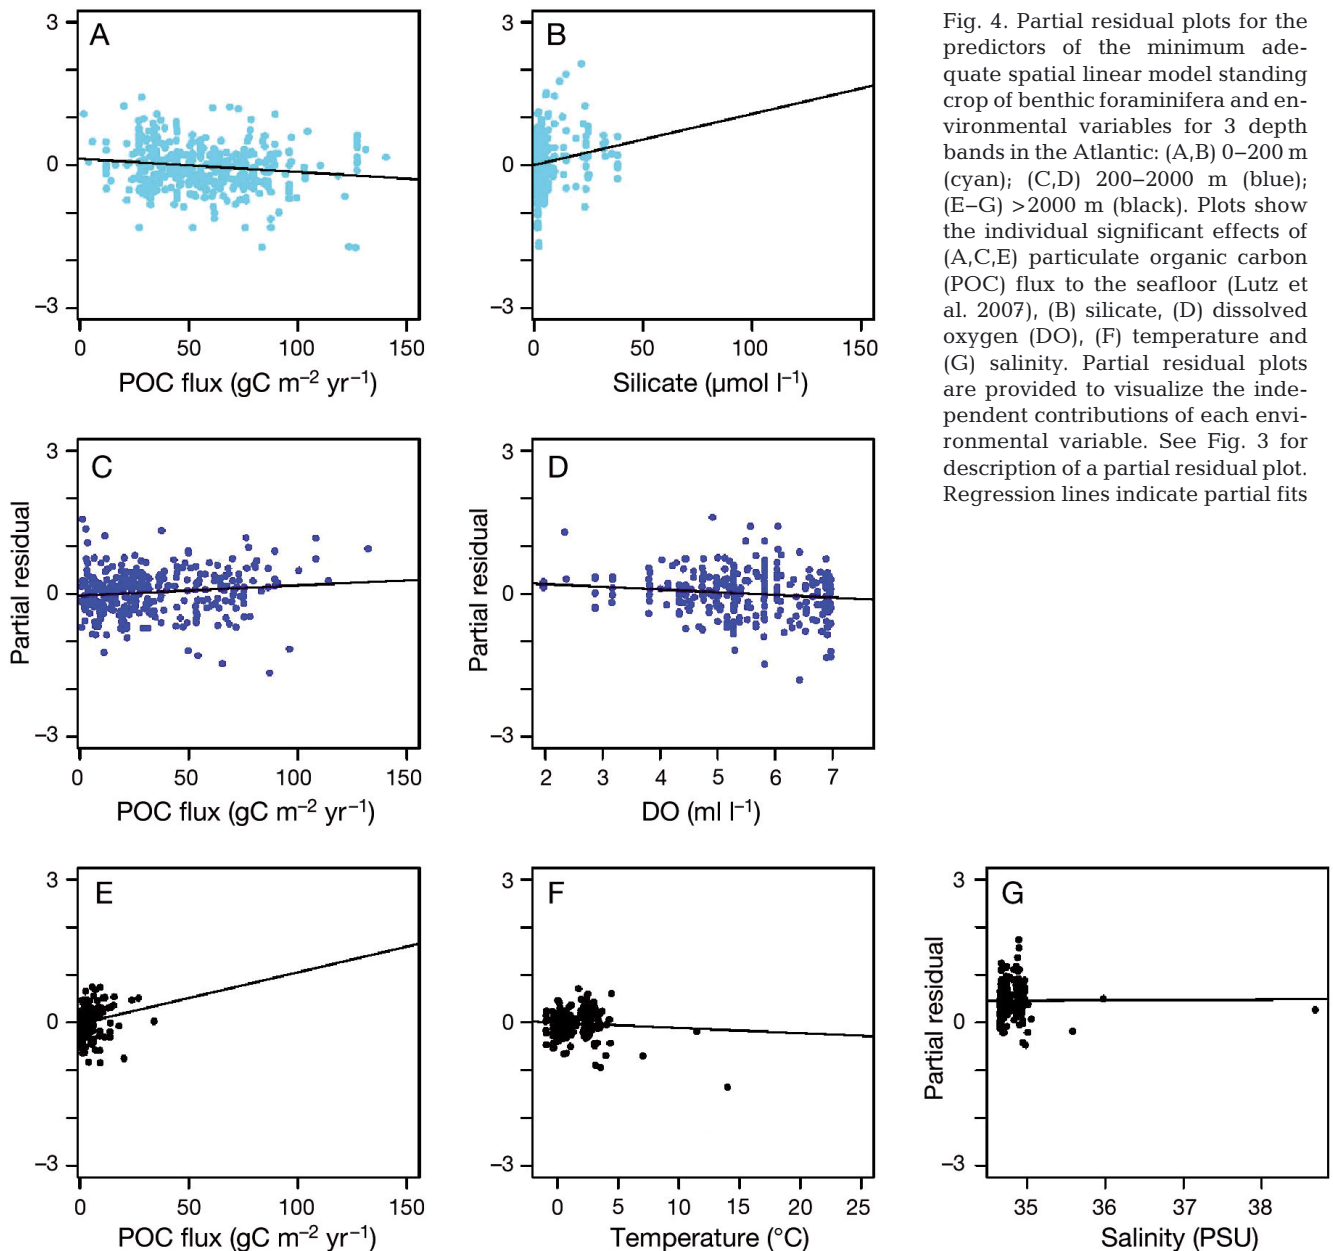 A
3
0
–3
0
50
100
150
POC flux (gC m⁻² yr⁻¹)
B
3
0
–3
0
50
100
150
Silicate (µmol l⁻¹)
Fig. 4. Partial residual plots for the
predictors of the minimum ade-
quate spatial linear model standing
crop of benthic foraminifera and en-
vironmental variables for 3 depth
bands in the Atlantic: (A,B) 0–200 m
(cyan); (C,D) 200–2000 m (blue);
(E–G) >2000 m (black). Plots show
the individual significant effects of
(A,C,E) particulate organic carbon
(POC) flux to the seafloor (Lutz et
al. 2007), (B) silicate, (D) dissolved
oxygen (DO), (F) temperature and
(G) salinity. Partial residual plots
are provided to visualize the inde-
pendent contributions of each envi-
ronmental variable. See Fig. 3 for
description of a partial residual plot.
Regression lines indicate partial fits
C
3
0
–3
Partial residual
0
50
100
150
POC flux (gC m⁻² yr⁻¹)
D
3
0
–3
Partial residual
2
3
4
5
6
7
DO (ml l⁻¹)
E
3
0
–3
0
50
100
150
POC flux (gC m⁻² yr⁻¹)
F
3
0
–3
0
5
10
15
20
25
Temperature (°C)
G
3
0
–3
Partial residual
35
36
37
38
Salinity (PSU)